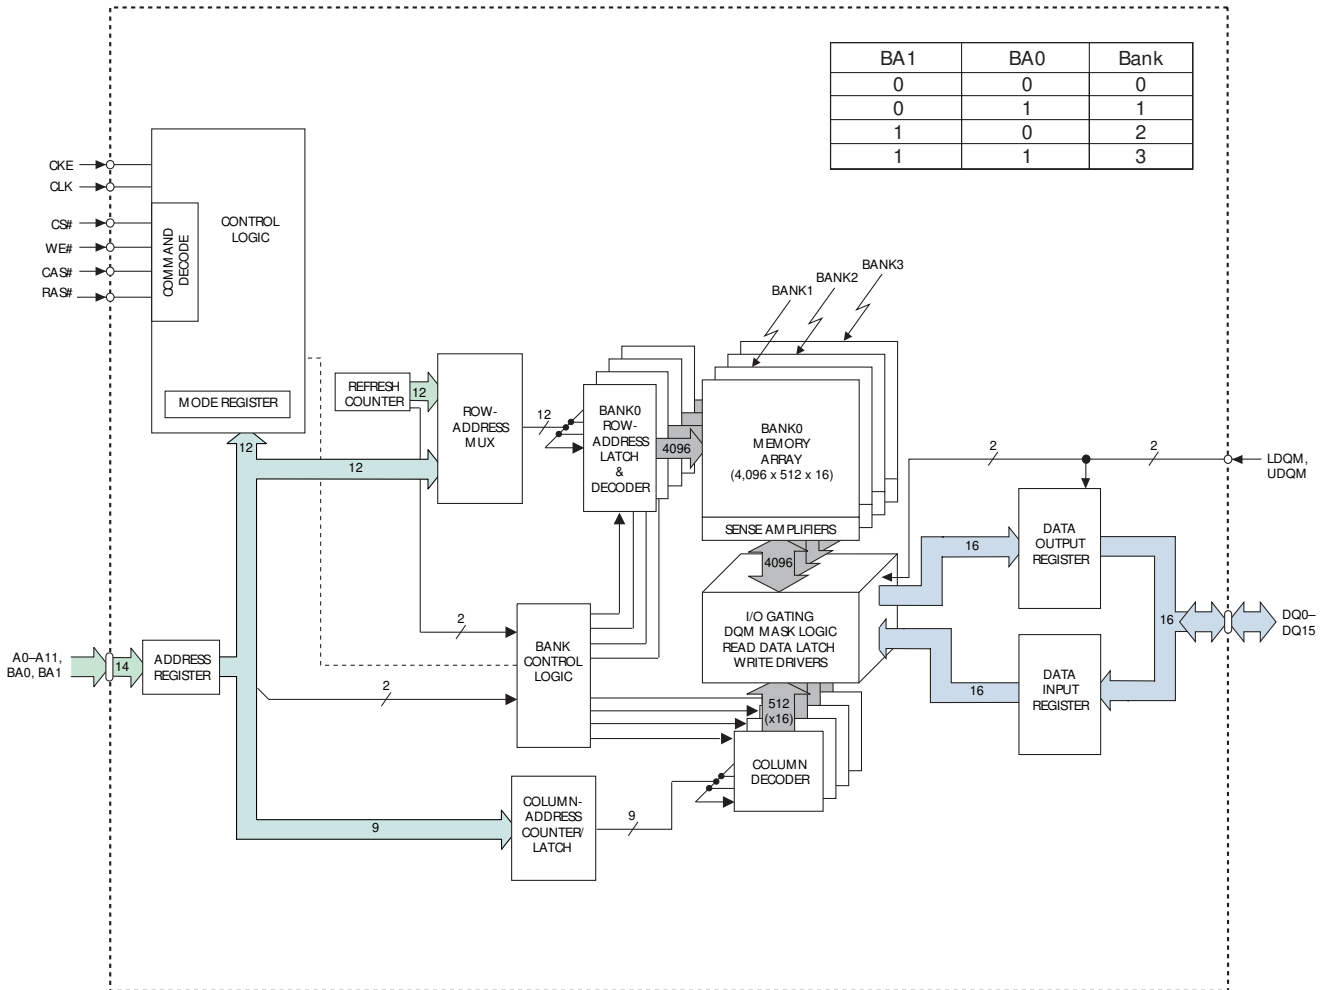 BA1 BA0 Bank
0 0 0
0 1 1
1 0 2
1 1 3
CKE
CLK
CS#
WE#
CAS#
RAS#
COMMAND
DECODE
CONTROL
LOGIC
MODE REGISTER
12
12
REFRESH
COUNTER
12
ROW-
ADDRESS
MUX
12
BANK0
ROW-
ADDRESS
LATCH
&
DECODER
4096
BANK1
BANK2
BANK3
BANK0
MEMORY
ARRAY
(4,096 x 512 x 16)
SENSE AMPLIFIERS
4096
I/O GATING
DQM MASK LOGIC
READ DATA LATCH
WRITE DRIVERS
2
2
LDQM,
UDQM
16
DATA
OUTPUT
REGISTER
16
DQ0–
DQ15
DATA
INPUT
REGISTER
16
A0–A11,
BA0, BA1
14
ADDRESS
REGISTER
2
2
BANK
CONTROL
LOGIC
512
(x16)
COLUMN
DECODER
9
COLUMN-
ADDRESS
COUNTER/
LATCH
9